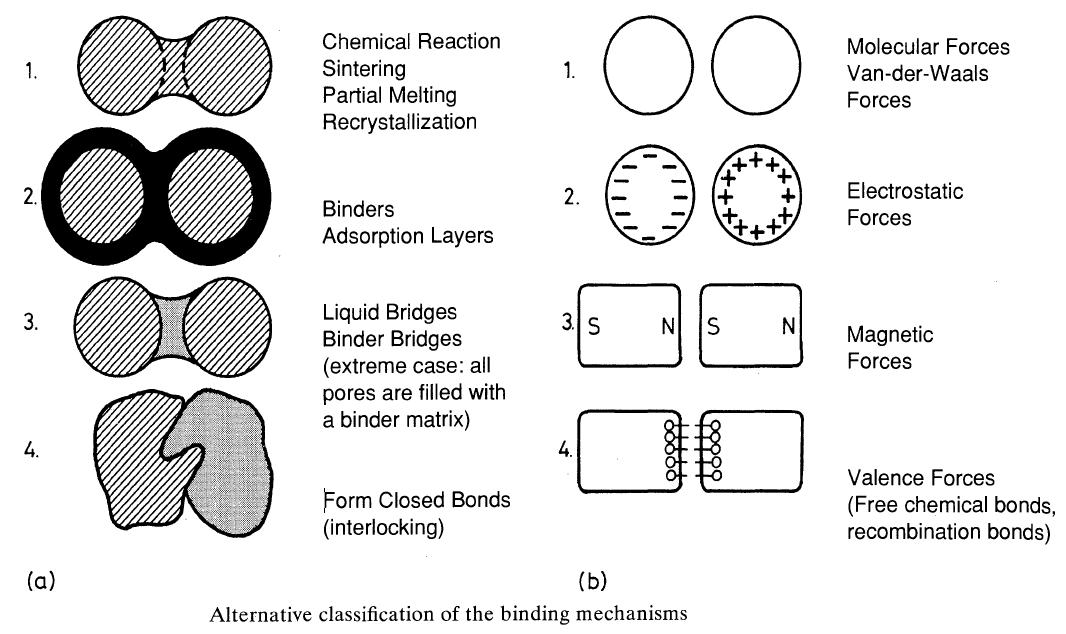 1.
Chemical Reaction
Sintering
Partial Melting
Recrystallization
2.
Binders
Adsorption Layers
3.
Liquid Bridges
Binder Bridges
(extreme case: all
pores are filled with
a binder matrix)
4.
Form Closed Bonds
(interlocking)
(a)
1.
Molecular Forces
Van-der-Waals
Forces
2.
Electrostatic
Forces
3.
S N S N
Magnetic
Forces
4.
Valence Forces
(Free chemical bonds,
recombination bonds)
(b)
Alternative classification of the binding mechanisms